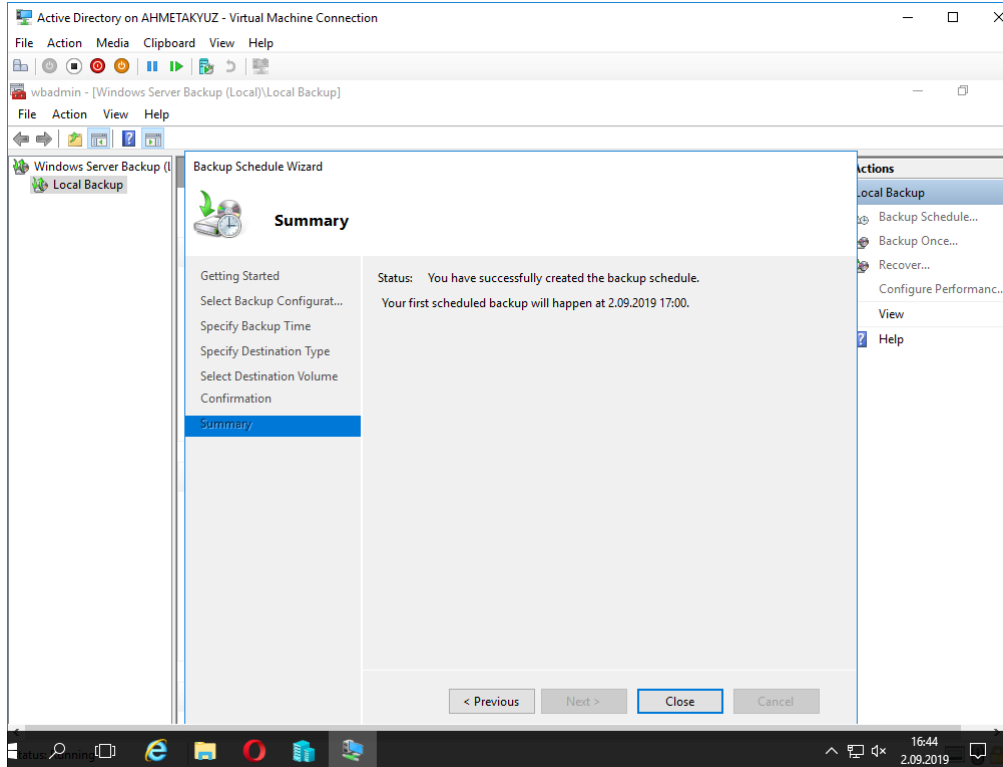 Active Directory on AHMETAKYUZ - Virtual Machine Connection
File Action Media Clipboard View Help
wbadmin - [Windows Server Backup (Local)\Local Backup]
File Action View Help
Windows Server Backup (L
Local Backup
Backup Schedule Wizard
Summary
Getting Started
Select Backup Configurat...
Specify Backup Time
Specify Destination Type
Select Destination Volume
Confirmation
Summary
Status: You have successfully created the backup schedule.
Your first scheduled backup will happen at 2.09.2019 17:00.
< Previous Next > Close Cancel
Actions
Local Backup
Backup Schedule...
Backup Once...
Recover...
Configure Performanc...
View
Help
Status: Running
16:44
2.09.2019